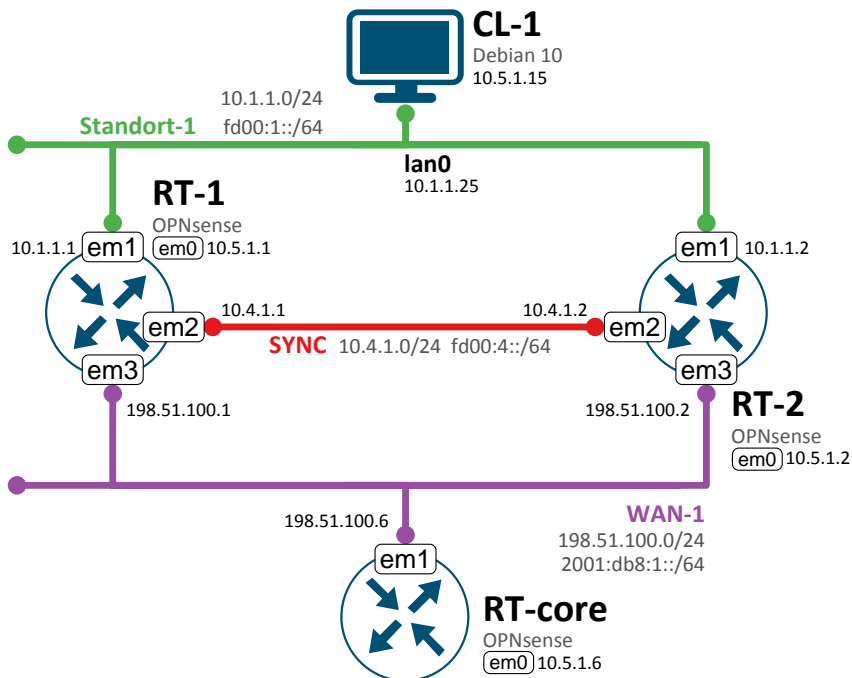 CL-1
Debian 10
10.5.1.15
10.1.1.0/24
Standort-1 fd00:1::/64
lan0
10.1.1.25
RT-1
OPNsense
10.1.1.1 em1 em0 10.5.1.1
em1 10.1.1.2
10.4.1.1 10.4.1.2
em2 em2
SYNC 10.4.1.0/24 fd00:4::/64
em3 em3
198.51.100.1 198.51.100.2
RT-2
OPNsense
em0 10.5.1.2
198.51.100.6
WAN-1
198.51.100.0/24
2001:db8:1::/64
em1
RT-core
OPNsense
em0 10.5.1.6